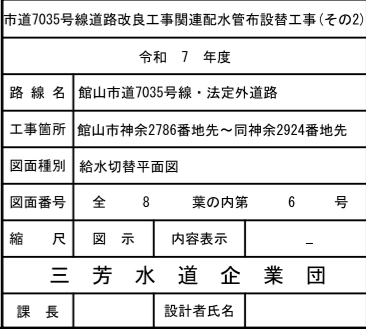 市道7035号線道路改良工事関連配水管布設替工事(その2)
令和 7 年度
路線名 館山市道7035号線・法定外道路
工事箇所 館山市神余2786番地先～同神余2924番地先
図面種別 給水切替平面図
図面番号 全 8 葉の内第 6 号
縮尺 図示 内容表示 _
三芳水道企業団
課長 設計者氏名